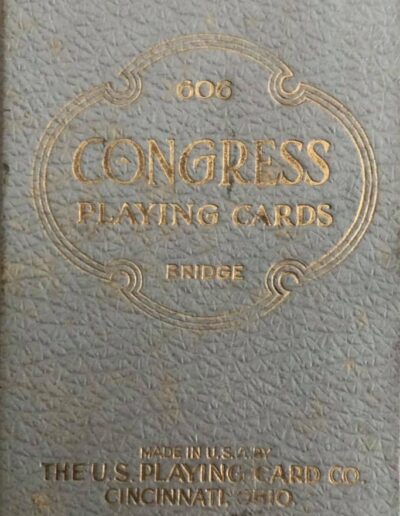 606
CONGRESS
PLAYING CARDS
BRIDGE
MADE IN U.S.A. BY
THE U.S. PLAYING CARD CO.
CINCINNATI, OHIO.